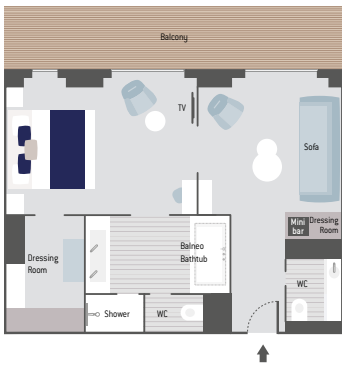 Balcony
TV
Sofa
Mini
bar
Dressing
Room
Balneo
Bathtub
Dressing
Room
WC
Shower
WC